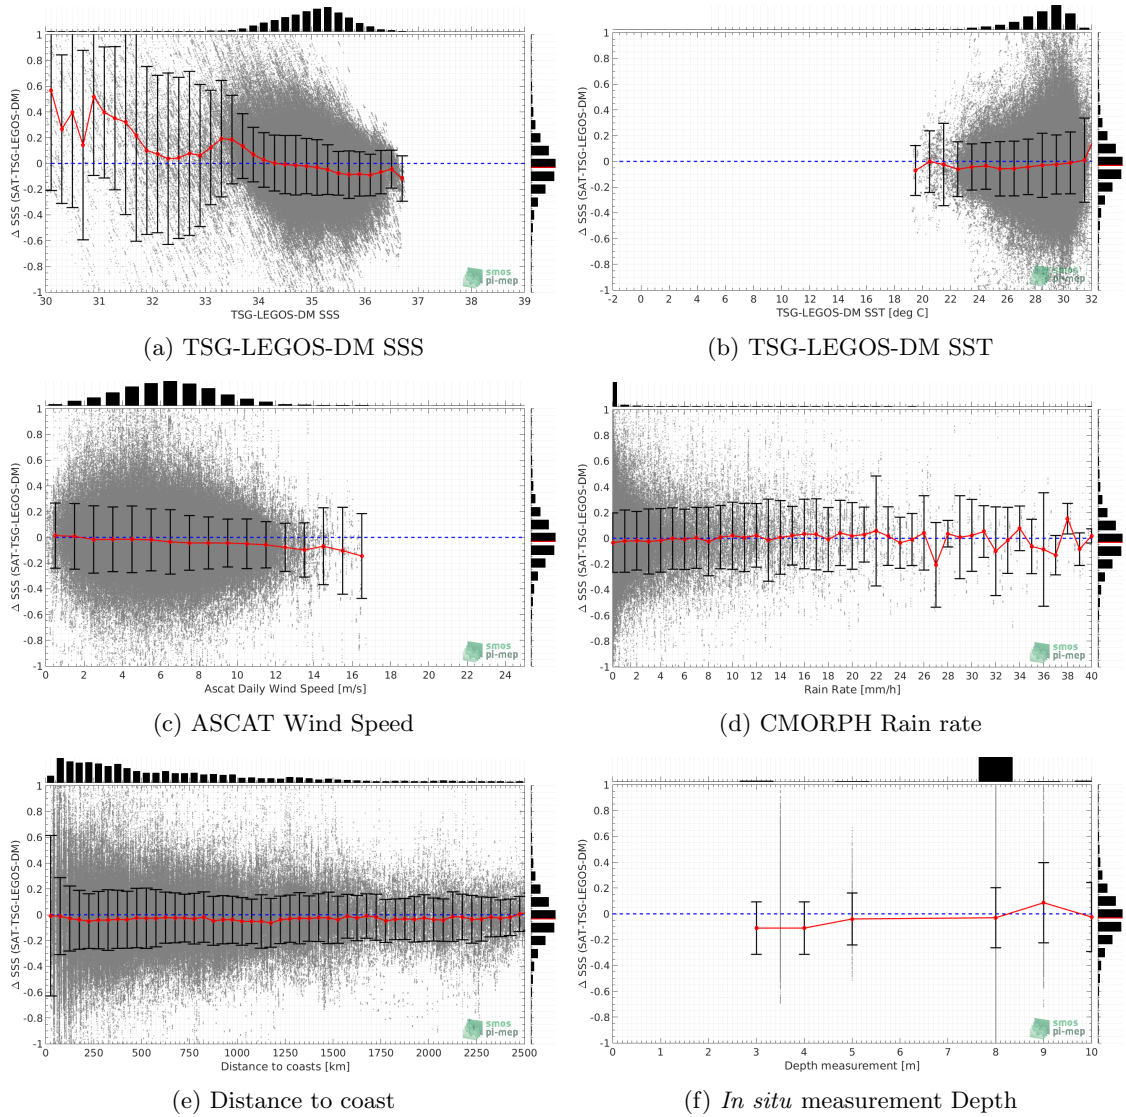 1
0.8
0.6
0.4
0.2
0
-0.2
-0.4
-0.6
-0.8
-1
Δ SSS (SAT-TSG-LEGOS-DM)
30 31 32 33 34 35 36 37 38 39
TSG-LEGOS-DM SSS
smos
pi-mep
(a) TSG-LEGOS-DM SSS
1
0.8
0.6
0.4
0.2
0
-0.2
-0.4
-0.6
-0.8
-1
Δ SSS (SAT-TSG-LEGOS-DM)
-2 0 2 4 6 8 10 12 14 16 18 20 22 24 26 28 30 32
TSG-LEGOS-DM SST [deg C]
smos
pi-mep
(b) TSG-LEGOS-DM SST
1
0.8
0.6
0.4
0.2
0
-0.2
-0.4
-0.6
-0.8
-1
Δ SSS (SAT-TSG-LEGOS-DM)
0 2 4 6 8 10 12 14 16 18 20 22 24
Ascat Daily Wind Speed [m/s]
smos
pi-mep
(c) ASCAT Wind Speed
1
0.8
0.6
0.4
0.2
0
-0.2
-0.4
-0.6
-0.8
-1
Δ SSS (SAT-TSG-LEGOS-DM)
0 2 4 6 8 10 12 14 16 18 20 22 24 26 28 30 32 34 36 38 40
Rain Rate [mm/h]
smos
pi-mep
(d) CMORPH Rain rate
1
0.8
0.6
0.4
0.2
0
-0.2
-0.4
-0.6
-0.8
-1
Δ SSS (SAT-TSG-LEGOS-DM)
0 250 500 750 1000 1250 1500 1750 2000 2250 2500
Distance to coasts [km]
smos
pi-mep
(e) Distance to coast
1
0.8
0.6
0.4
0.2
0
-0.2
-0.4
-0.6
-0.8
-1
Δ SSS (SAT-TSG-LEGOS-DM)
0 1 2 3 4 5 6 7 8 9 10
Depth measurement [m]
smos
pi-mep
(f) In situ measurement Depth